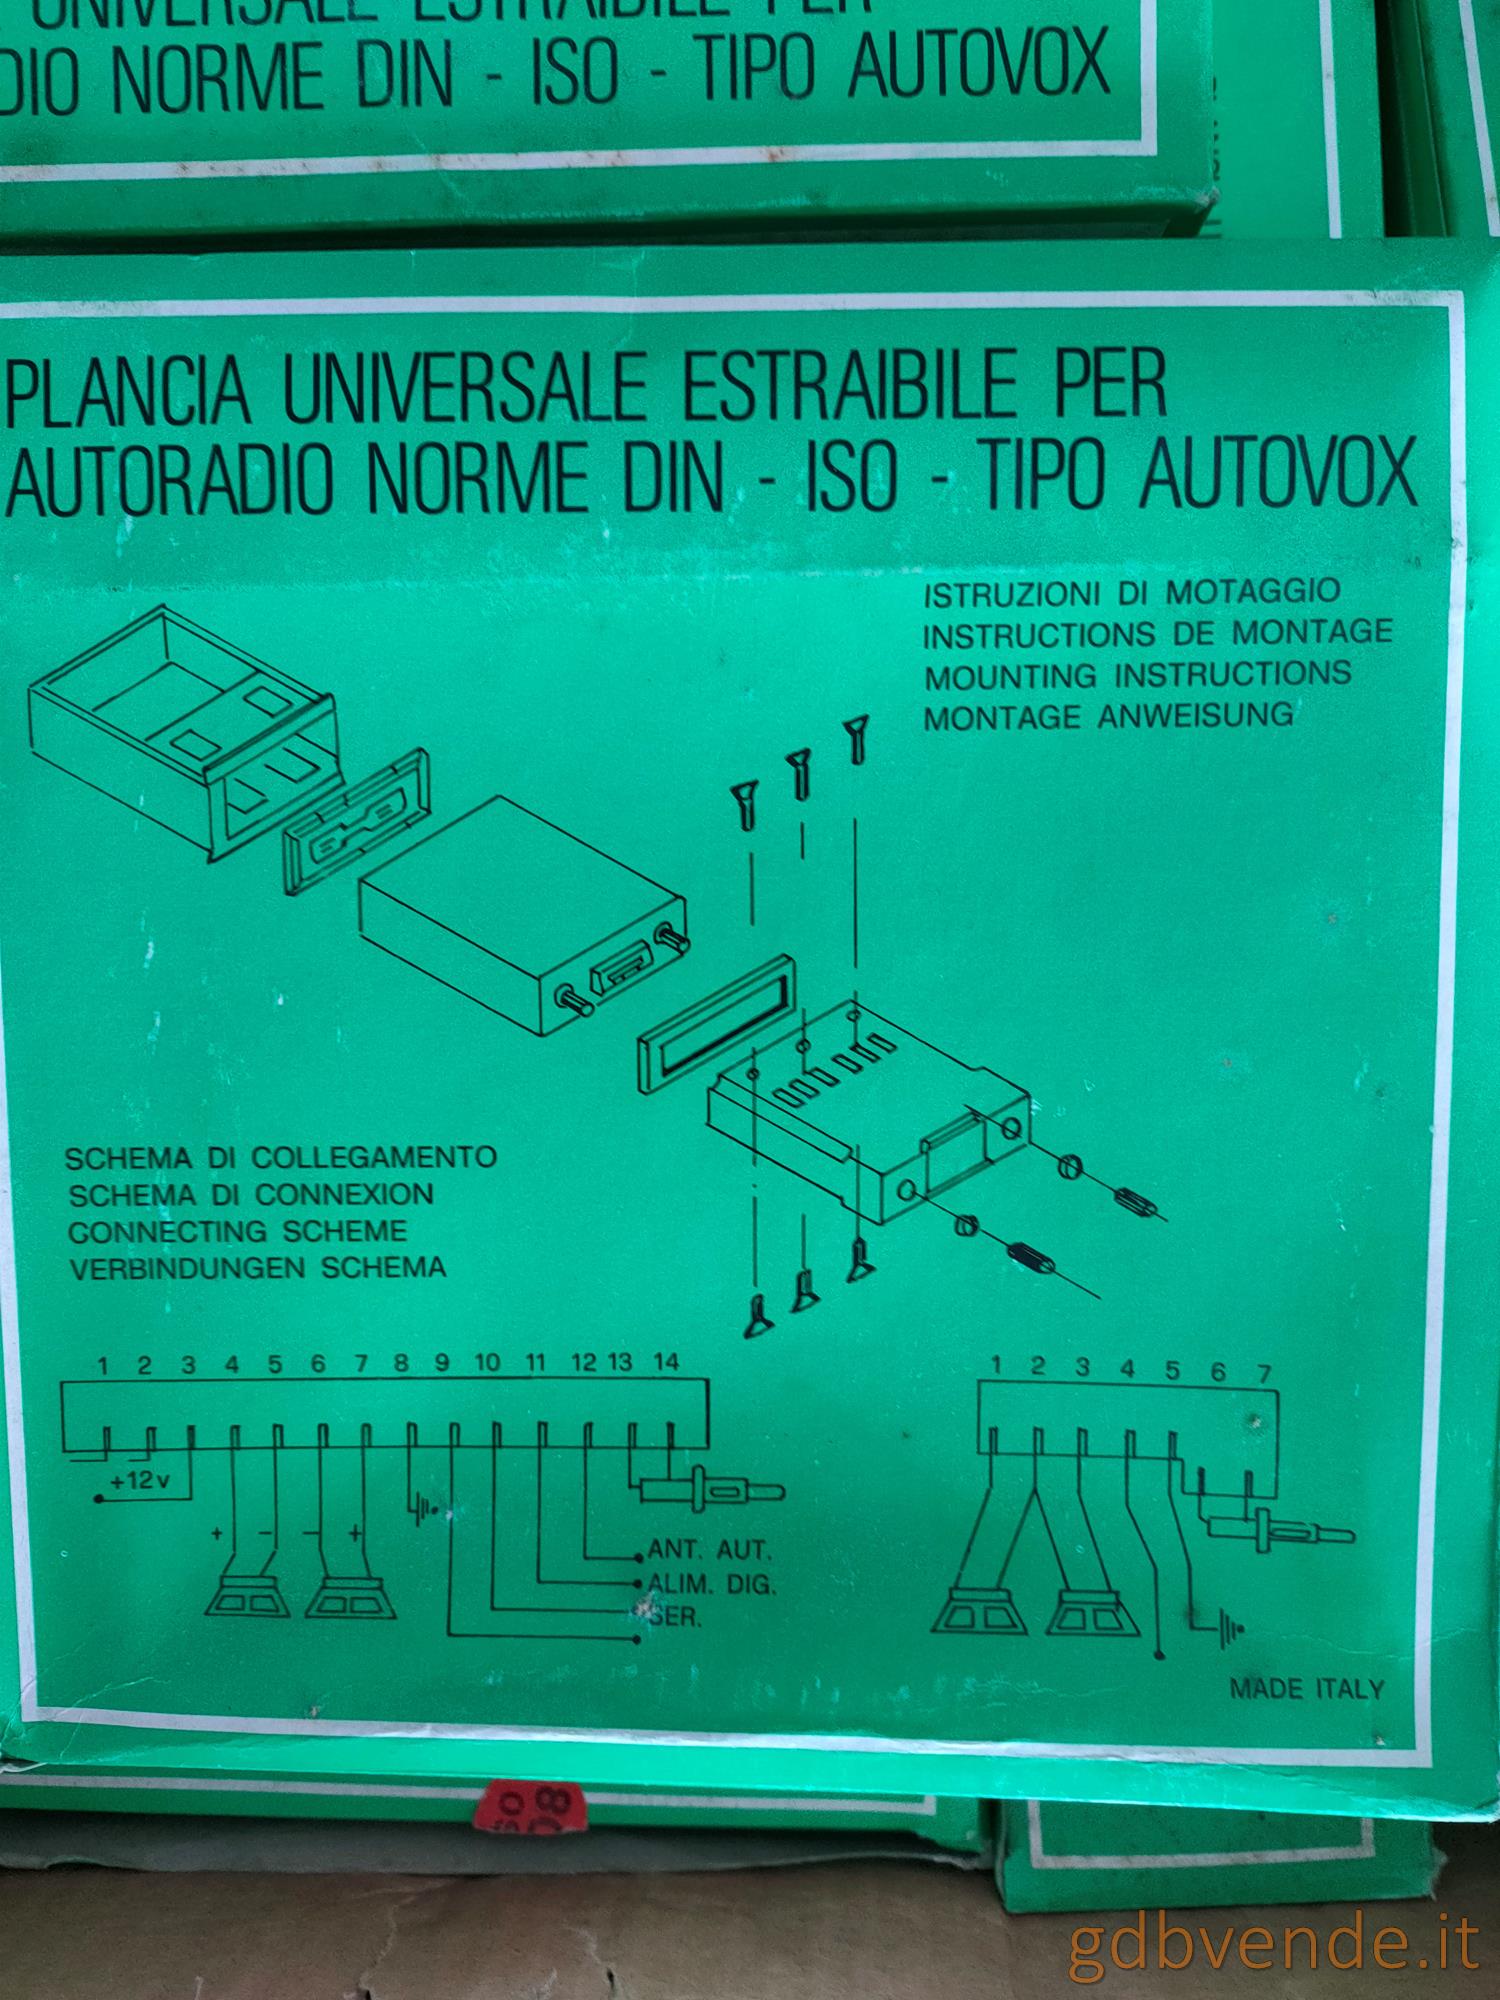 UNIVERSALE ESTRAIBILE PER
DIO NORME DIN - ISO - TIPO AUTOVOX
PLANCIA UNIVERSALE ESTRAIBILE PER
AUTORADIO NORME DIN - ISO - TIPO AUTOVOX
ISTRUZIONI DI MOTAGGIO
INSTRUCTIONS DE MONTAGE
MOUNTING INSTRUCTIONS
MONTAGE ANWEISUNG
SCHEMA DI COLLEGAMENTO
SCHEMA DI CONNEXION
CONNECTING SCHEME
VERBINDUNGEN SCHEMA
1 2 3 4 5 6 7 8 9 10 11 12 13 14
+12v
+ - - +
ANT. AUT.
ALIM. DIG.
SER.
1 2 3 4 5 6 7
MADE ITALY
gdbvende.it